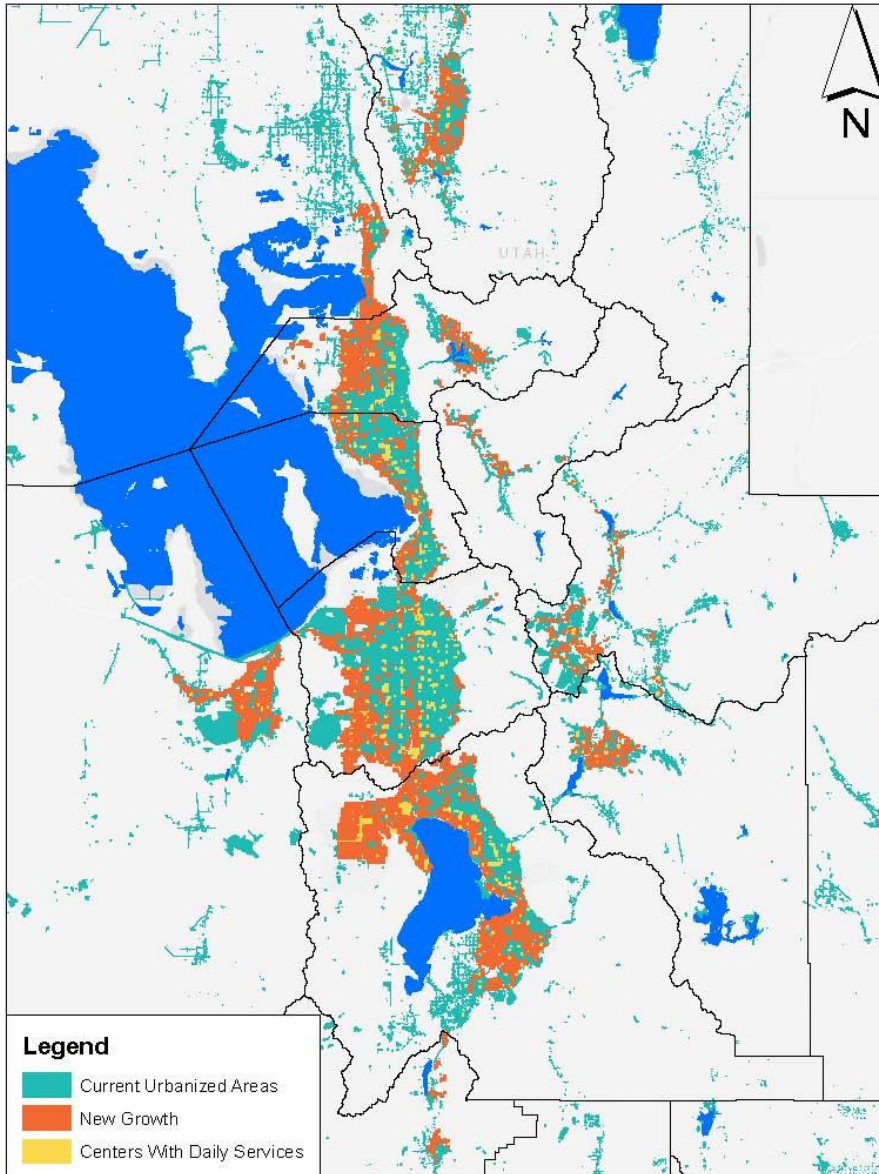 N
UTAH
Legend
Current Urbanized Areas
New Growth
Centers With Daily Services